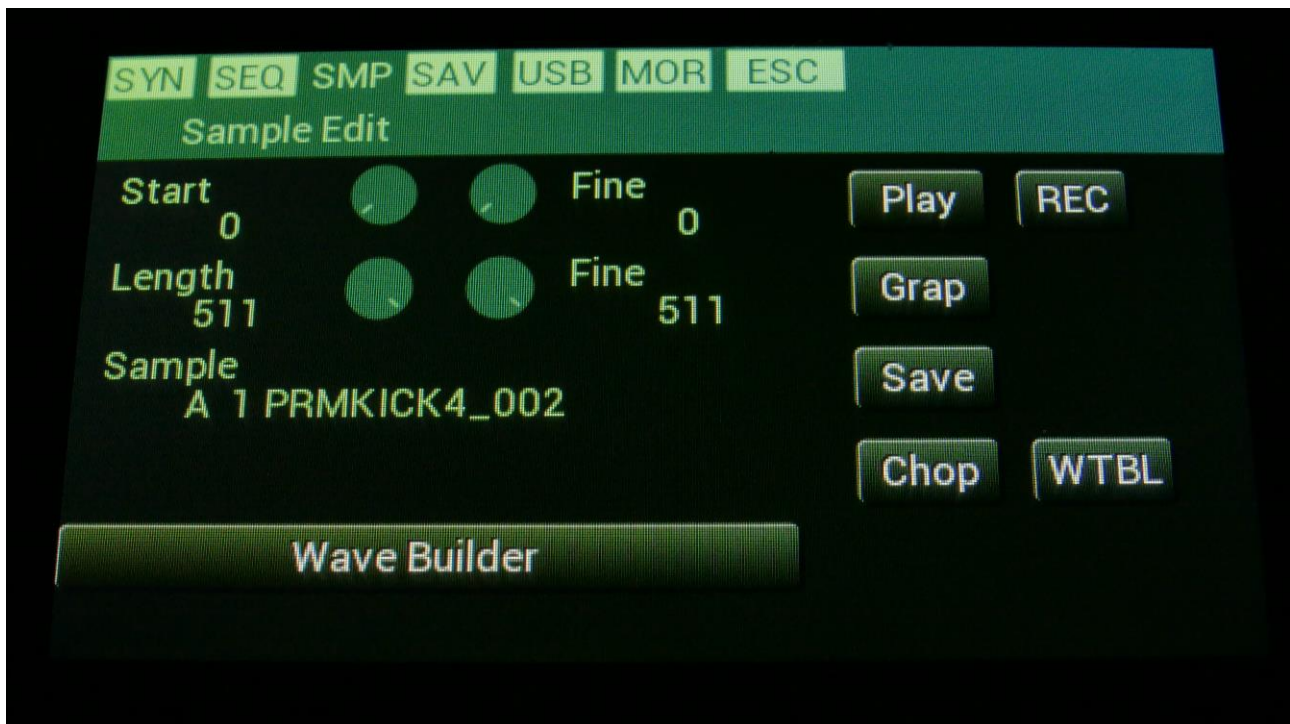 SYN SEQ SMP SAV USB MOR ESC
Sample Edit
Start Fine Play REC
0 0
Length Fine Grap
511 511
Sample Save
A 1 PRMKICK4_002
Chop WTBL
Wave Builder